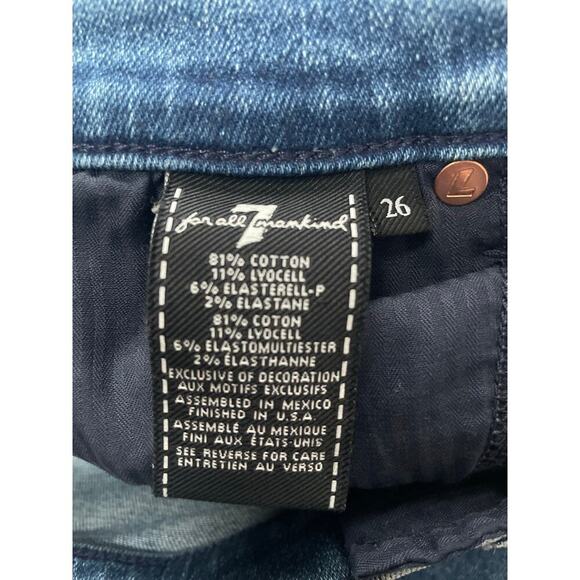 7
for all mankind
26
81% COTTON
11% LYOCELL
6% ELASTERELL-P
2% ELASTANE
81% COTON
11% LYOCELL
6% ELASTOMULTIESTER
2% ÉLASTHANNE
EXCLUSIVE OF DECORATION
AUX MOTIFS EXCLUSIFS
ASSEMBLED IN MEXICO
FINISHED IN U.S.A.
ASSEMBLÉ AU MEXIQUE
FINI AUX ÉTATS-UNIS
SEE REVERSE FOR CARE
ENTRETIEN AU VERSO